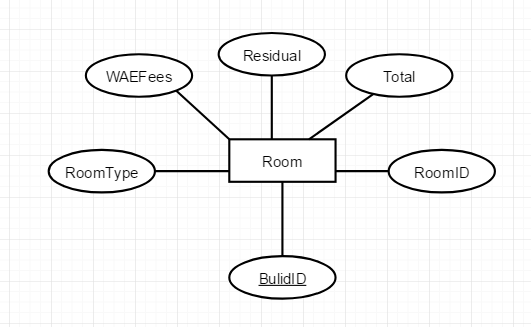 Residual
WAEFees
Total
Room
RoomType
RoomID
BulidID